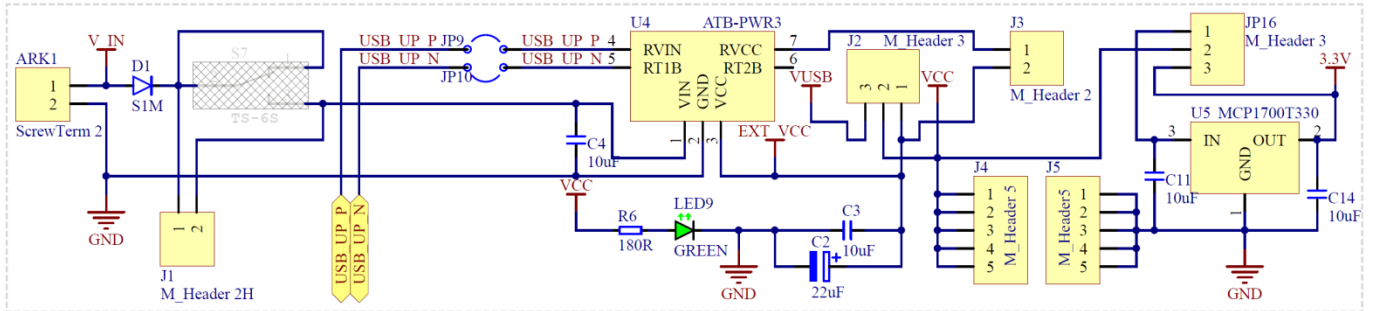 V_IN
ARK1
1
2
ScrewTerm 2
D1
S1M
S7
TS-6S
GND
1
2
J1
M_Header 2H
USB_UP_P
USB_UP_N
JP9
JP10
USB_UP_P
USB_UP_N
USB_UP_P
USB_UP_N
U4
ATB-PWR3
4
5
RVIN
RT1B
RVCC
RT2B
7
6
VIN
GND
VCC
1
2
3
C4
10uF
EXT_VCC
VCC
R6
180R
LED9
GREEN
GND
C3
10uF
C2
+
22uF
VUSB
J2
M_Header 3
3
2
1
VCC
J3
1
2
M_Header 2
J4
1
2
3
4
5
M_Header 5
J5
1
2
3
4
5
M_Header5
JP16
M_Header 3
1
2
3
3.3V
U5 MCP1700T330
3
IN
OUT
2
GND
1
C11
10uF
C14
10uF
GND